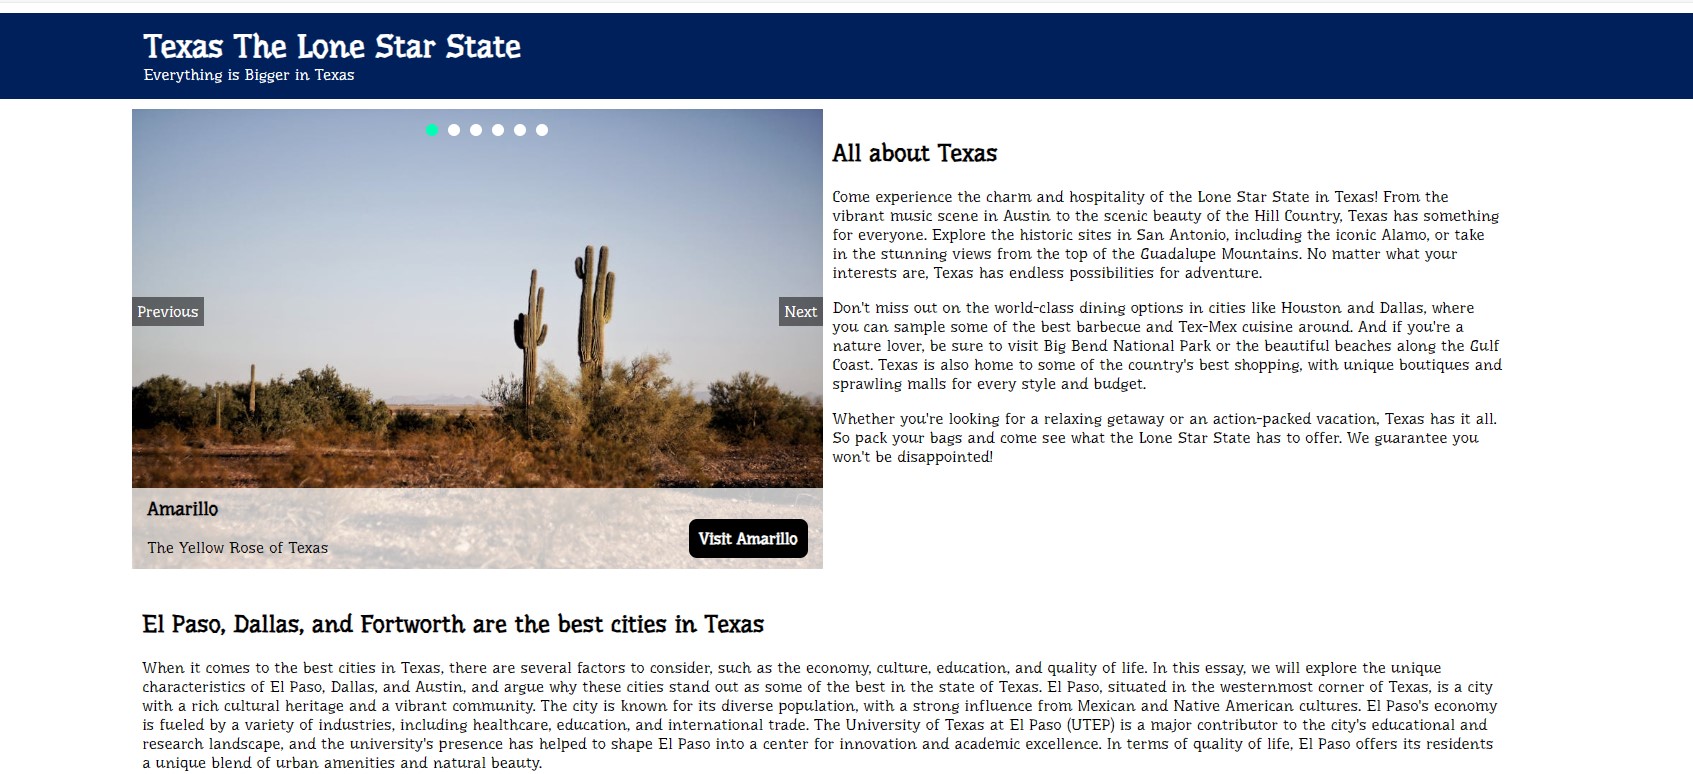 Texas The Lone Star State
Everything is Bigger in Texas
Previous
Next
Amarillo
The Yellow Rose of Texas
Visit Amarillo
All about Texas
Come experience the charm and hospitality of the Lone Star State in Texas! From the
vibrant music scene in Austin to the scenic beauty of the Hill Country, Texas has something
for everyone. Explore the historic sites in San Antonio, including the iconic Alamo, or take
in the stunning views from the top of the Guadalupe Mountains. No matter what your
interests are, Texas has endless possibilities for adventure.
Don't miss out on the world-class dining options in cities like Houston and Dallas, where
you can sample some of the best barbecue and Tex-Mex cuisine around. And if you're a
nature lover, be sure to visit Big Bend National Park or the beautiful beaches along the Gulf
Coast. Texas is also home to some of the country's best shopping, with unique boutiques and
sprawling malls for every style and budget.
Whether you're looking for a relaxing getaway or an action-packed vacation, Texas has it all.
So pack your bags and come see what the Lone Star State has to offer. We guarantee you
won't be disappointed!
El Paso, Dallas, and Fortworth are the best cities in Texas
When it comes to the best cities in Texas, there are several factors to consider, such as the economy, culture, education, and quality of life. In this essay, we will explore the unique
characteristics of El Paso, Dallas, and Austin, and argue why these cities stand out as some of the best in the state of Texas. El Paso, situated in the westernmost corner of Texas, is a city
with a rich cultural heritage and a vibrant community. The city is known for its diverse population, with a strong influence from Mexican and Native American cultures. El Paso's economy
is fueled by a variety of industries, including healthcare, education, and international trade. The University of Texas at El Paso (UTEP) is a major contributor to the city's educational and
research landscape, and the university's presence has helped to shape El Paso into a center for innovation and academic excellence. In terms of quality of life, El Paso offers its residents
a unique blend of urban amenities and natural beauty.